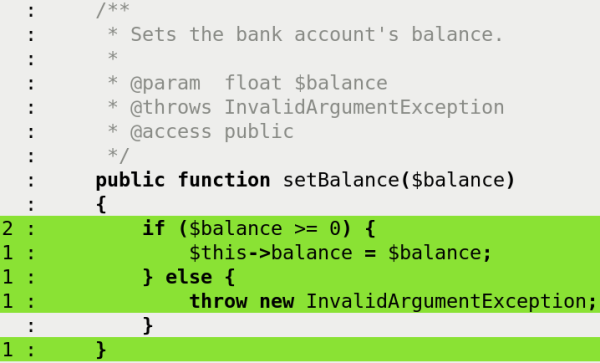 :     /**
:      * Sets the bank account's balance.
:      *
:      * @param  float $balance
:      * @throws InvalidArgumentException
:      * @access public
:      */
:     public function setBalance($balance)
:     {
2 :         if ($balance >= 0) {
1 :             $this->balance = $balance;
1 :         } else {
1 :             throw new InvalidArgumentException;
:         }
1 :     }